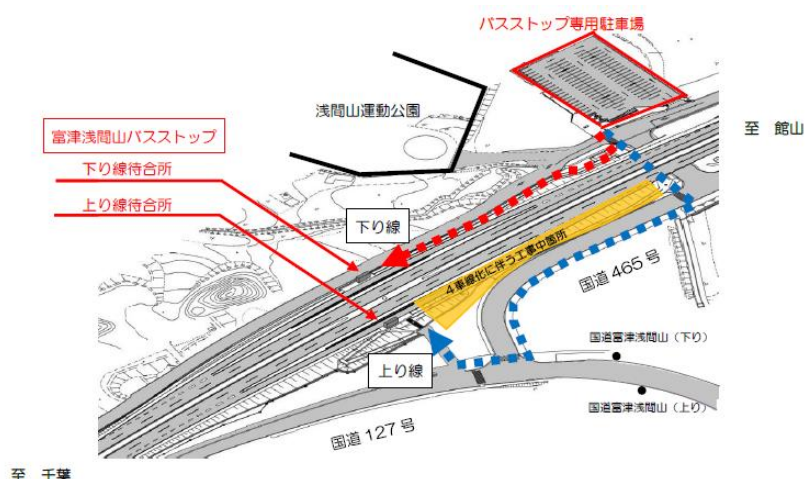 バスストップ専用駐車場
浅間山運動公園
至 館山
富津浅間山バスストップ
下り線待合所
上り線待合所
下り線
4車線化に伴う工事中箇所
国道465号
国道富津浅間山（下り）
上り線
国道富津浅間山（上り）
国道127号
至 千葉